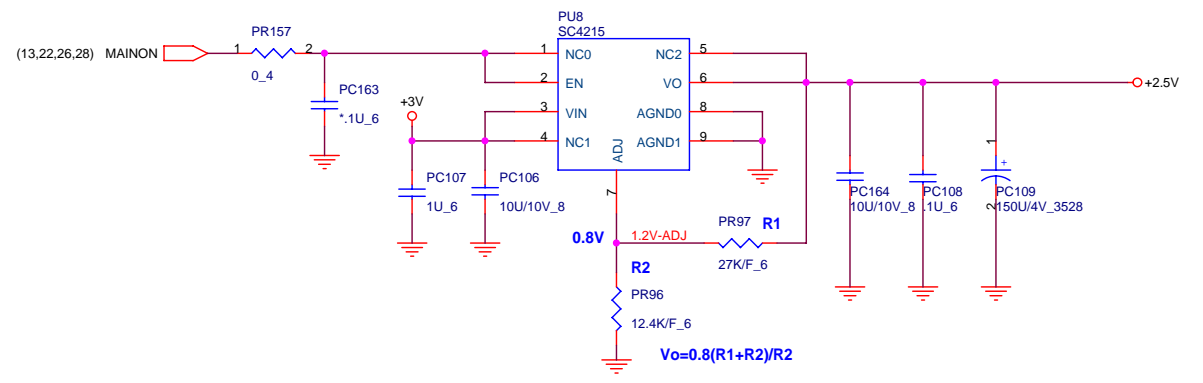 PU8
SC4215
(13,22,26,28) MAINON
1
PR157
2
0_4
PC163
*.1U_6
+3V
PC107
1U_6
PC106
10U/10V_8
1
2
3
4
NC0
EN
VIN
NC1
ADJ
7
NC2
VO
AGND0
AGND1
5
6
8
9
+2.5V
PC164
10U/10V_8
PC108
.1U_6
1
+
PC109
2
150U/4V_3528
0.8V
1.2V-ADJ
PR97
R1
27K/F_6
R2
PR96
12.4K/F_6
Vo=0.8(R1+R2)/R2